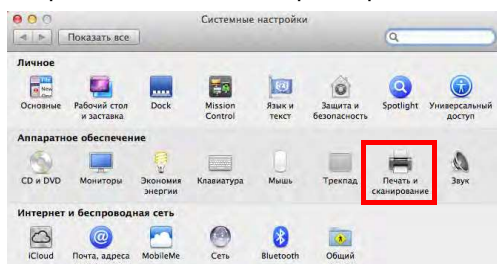 Системные настройки
Показать все
Личное
Основные Рабочий стол и заставка Dock Mission Control Язык и текст Защита и безопасность Spotlight Универсальный доступ
Аппаратное обеспечение
CD и DVD Мониторы Экономия энергии Клавиатура Мышь Трекпад Печать и сканирование Звук
Интернет и беспроводная сеть
iCloud Почта, адреса MobileMe Сеть Bluetooth Общий